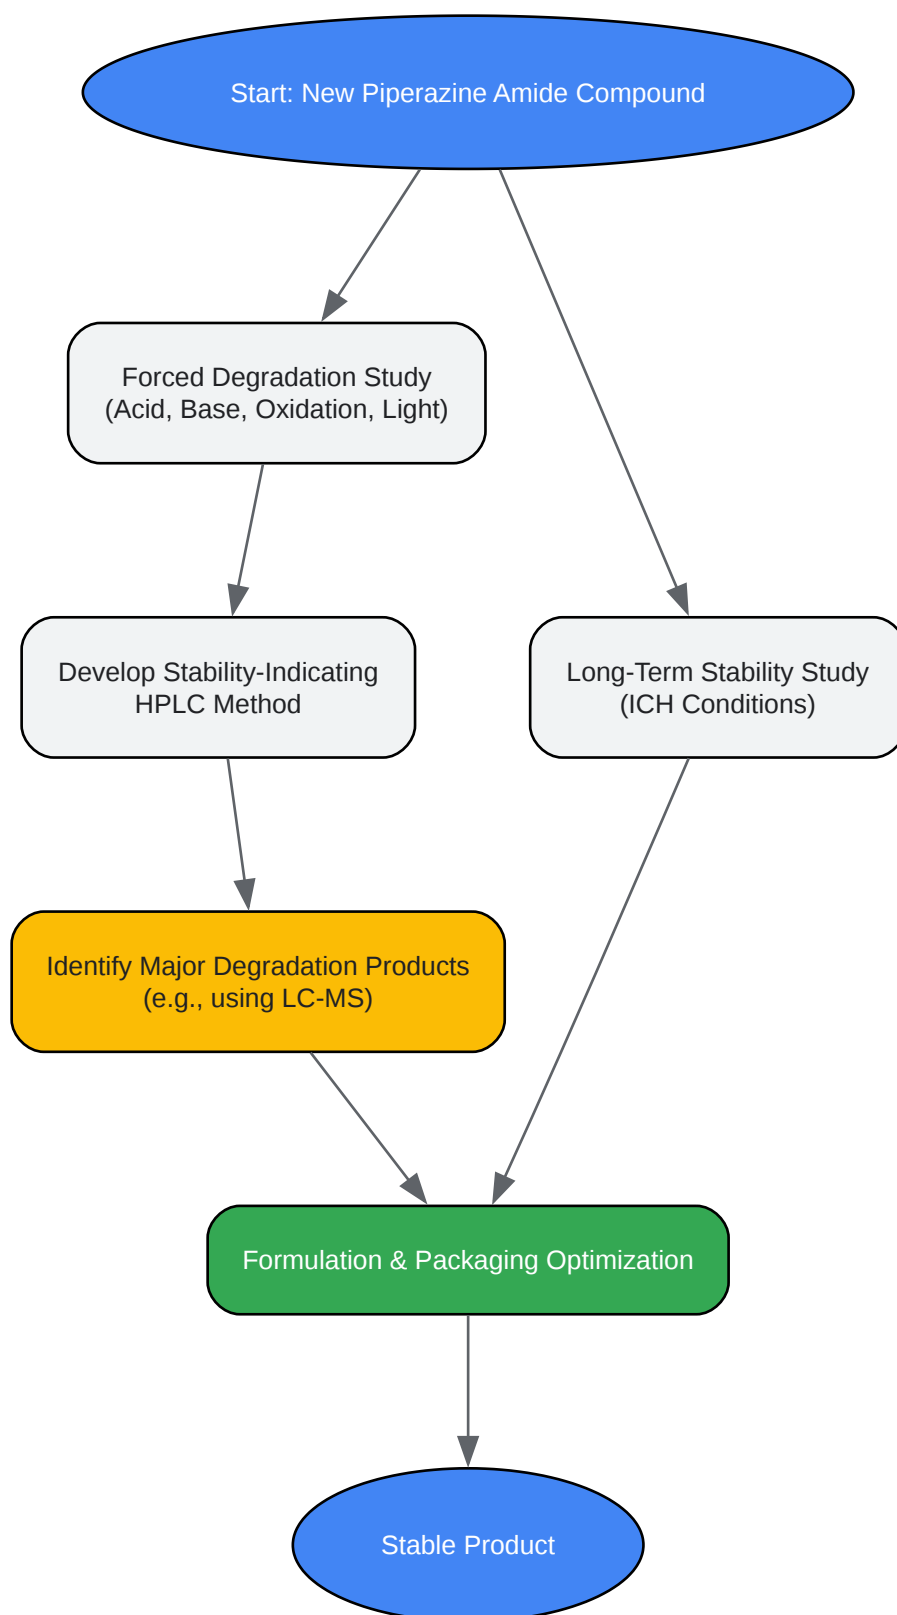 Start: New Piperazine Amide Compound
Forced Degradation Study
(Acid, Base, Oxidation, Light)
Develop Stability-Indicating
HPLC Method
Long-Term Stability Study
(ICH Conditions)
Identify Major Degradation Products
(e.g., using LC-MS)
Formulation & Packaging Optimization
Stable Product